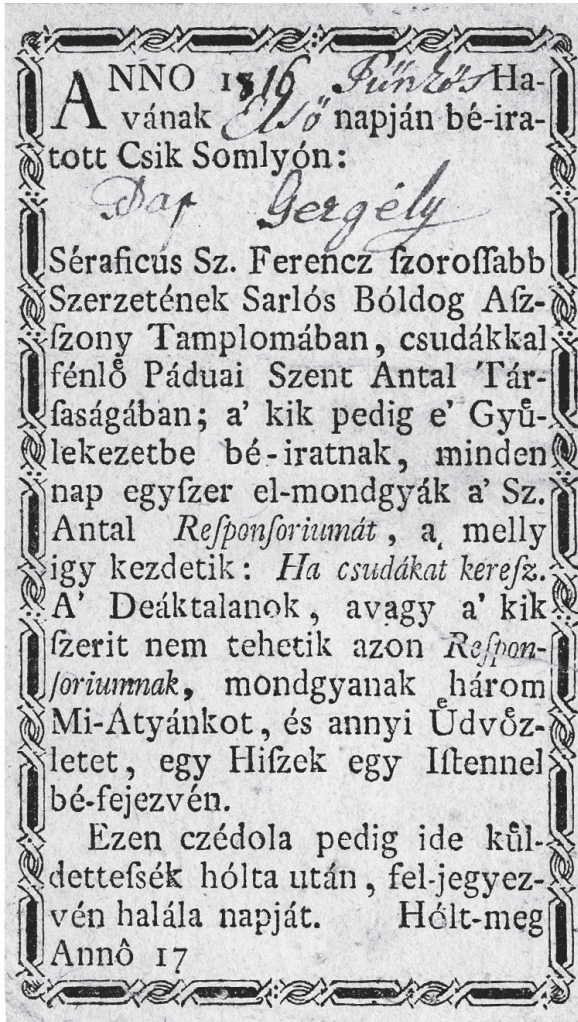 ANNO 1816 Pünkös Ha-
vának Első napján bé-ira-
tott Csik Somlyón:
Gergély
Séraficus Sz. Ferencz ſzoroſſabb
Szerzetének Sarlós Bóldog Aſz-
ſzony Tamplomában, csudákkal
fénlő Páduai Szent Antal Tár-
ſaságában; a' kik pedig e' Gyuͤ-
lekezetbe bé-iratnak, minden
nap egyſzer el-mondgyák a' Sz.
Antal Reſponſoriumát, a melly
igy kezdetik: Ha csudákat kereſz.
A' Deáktalanok, avagy a' kik
ſzerit nem tehetik azon Reſpon-
ſoriumnak, mondgyanak három
Mi-Atyánkot, és annyi Uͤdvoͤz-
letet, egy Hiſzek egy Iſtennel
bé-fejezvén.
Ezen czédola pedig ide kuͤl-
detteſsék hólta után, fel-jegyez-
vén halála napját. Hólt-meg
Annô 17